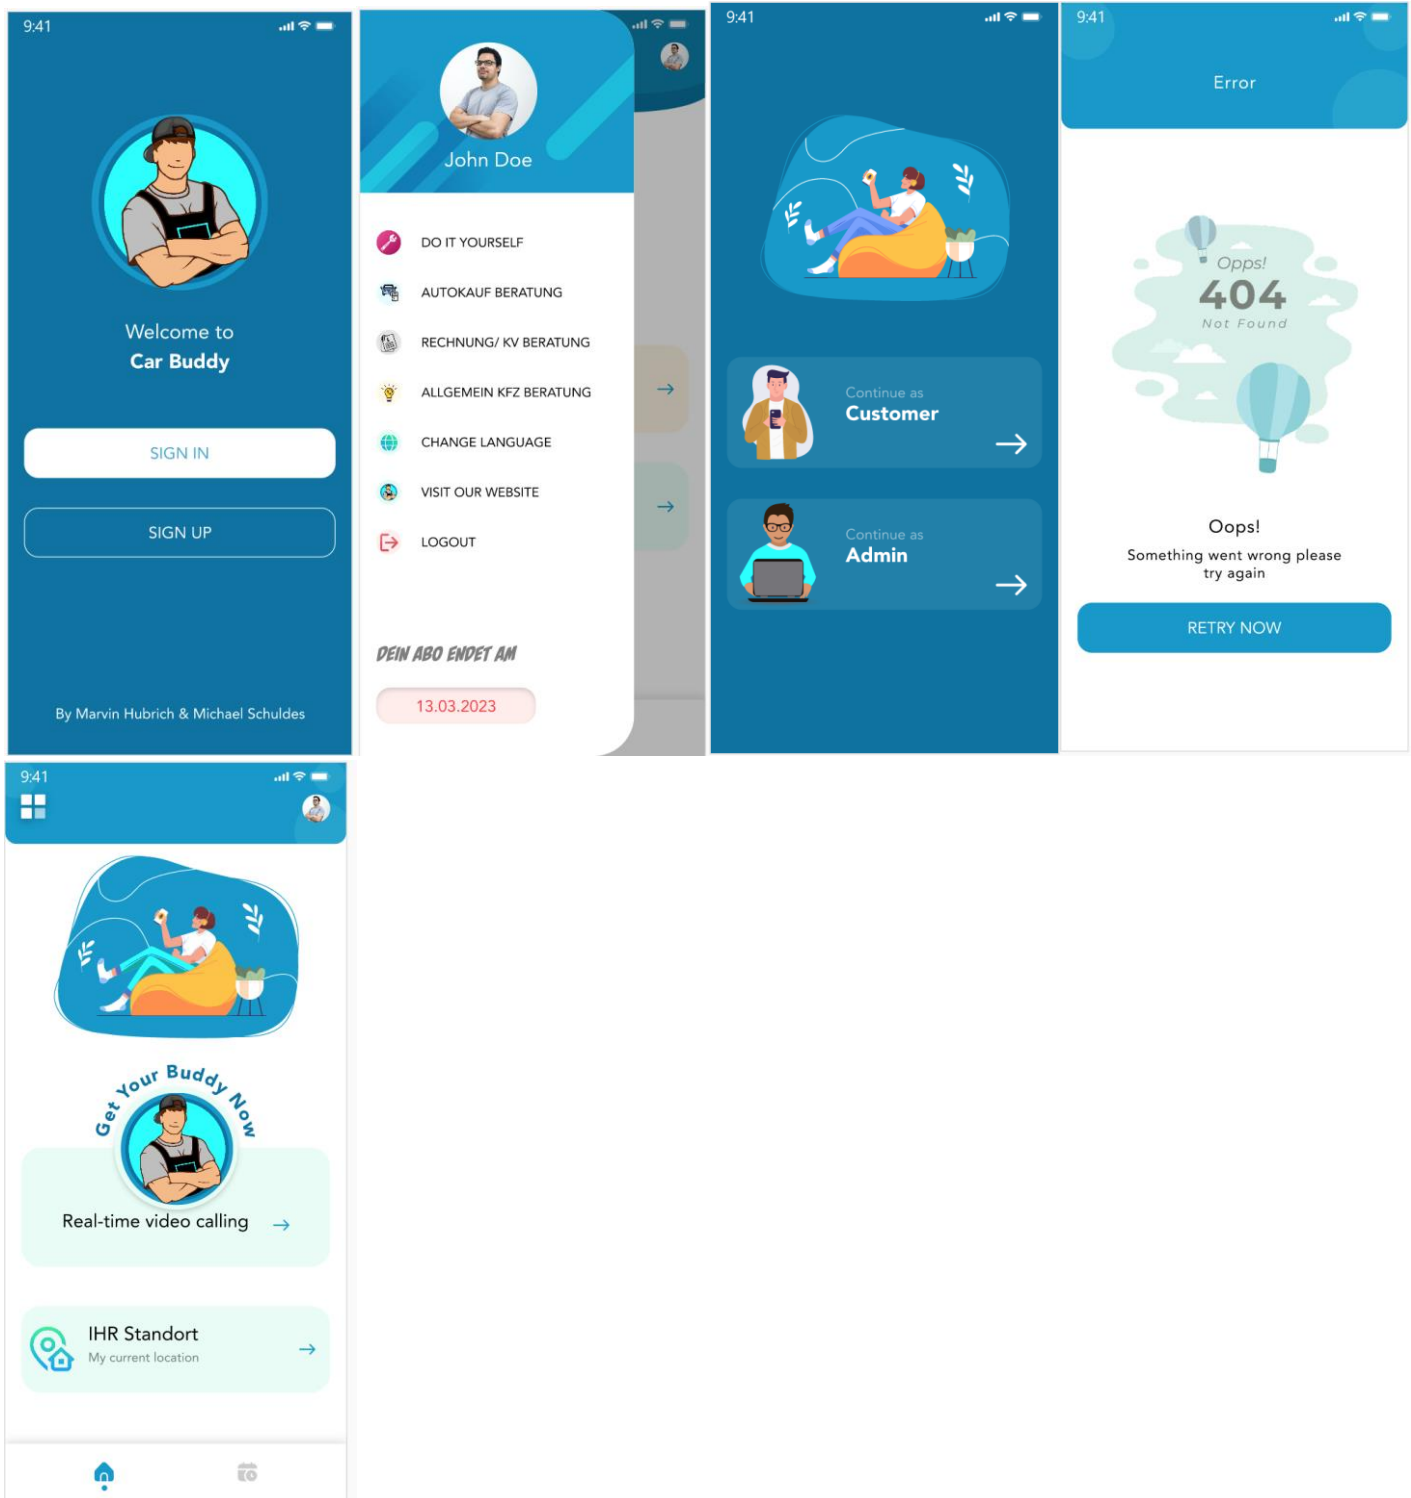 9:41
Welcome to
Car Buddy
SIGN IN
SIGN UP
By Marvin Hubrich & Michael Schuldes
John Doe
DO IT YOURSELF
AUTOKAUF BERATUNG
RECHNUNG/ KV BERATUNG
ALLGEMEIN KFZ BERATUNG
CHANGE LANGUAGE
VISIT OUR WEBSITE
LOGOUT
DEIN ABO ENDET AM
13.03.2023
9:41
Continue as
Customer
Continue as
Admin
9:41
Error
Opps!
404
Not Found
Oops!
Something went wrong please
try again
RETRY NOW
9:41
Get Your Buddy Now
Real-time video calling
IHR Standort
My current location